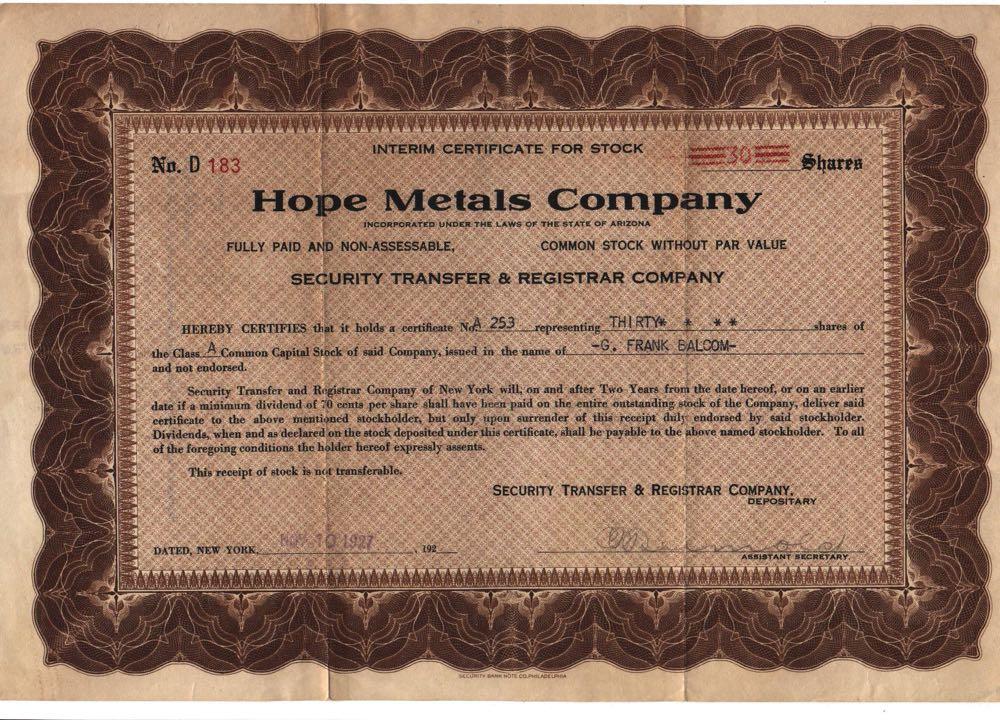 INTERIM CERTIFICATE FOR STOCK
No. D 183 30 Shares
Hope Metals Company
INCORPORATED UNDER THE LAWS OF THE STATE OF ARIZONA
FULLY PAID AND NON-ASSESSABLE, COMMON STOCK WITHOUT PAR VALUE
SECURITY TRANSFER & REGISTRAR COMPANY
HEREBY CERTIFIES that it holds a certificate No. A 253 representing THIRTY* * * * shares of
the Class A Common Capital Stock of said Company, issued in the name of -G. FRANK BALCOM-
and not endorsed.
Security Transfer and Registrar Company of New York will, on and after Two Years from the date hereof, or on an earlier
date if a minimum dividend of 70 cents per share shall have been paid on the entire outstanding stock of the Company, deliver said
certificate to the above mentioned stockholder, but only upon surrender of this receipt duly endorsed by said stockholder.
Dividends, when and as declared on the stock deposited under this certificate, shall be payable to the above named stockholder. To all
of the foregoing conditions the holder hereof expressly assents.
This receipt of stock is not transferable.
SECURITY TRANSFER & REGISTRAR COMPANY,
DEPOSITARY
DATED, NEW YORK, NOV 10 1927, 192
ASSISTANT SECRETARY.
SECURITY BANK NOTE CO. PHILADELPHIA